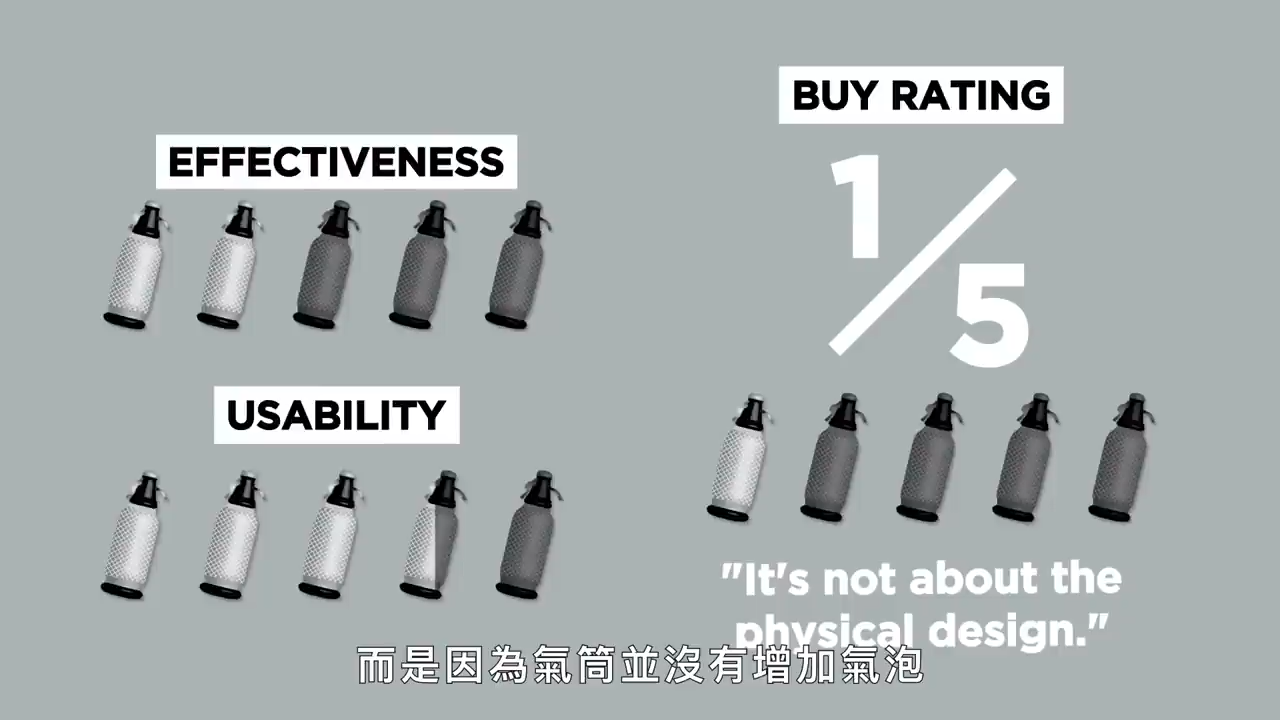 EFFECTIVENESS
USABILITY
BUY RATING
1/5
"It's not about the
physical design."
而是因為氣筒並沒有增加氣泡